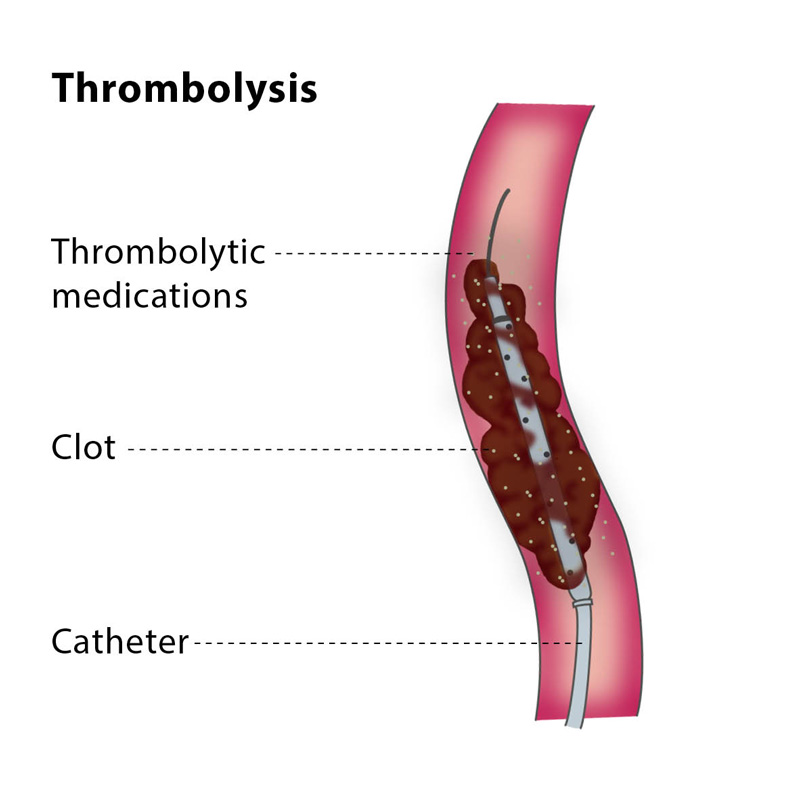 Thrombolysis
Thrombolytic
medications
Clot
Catheter